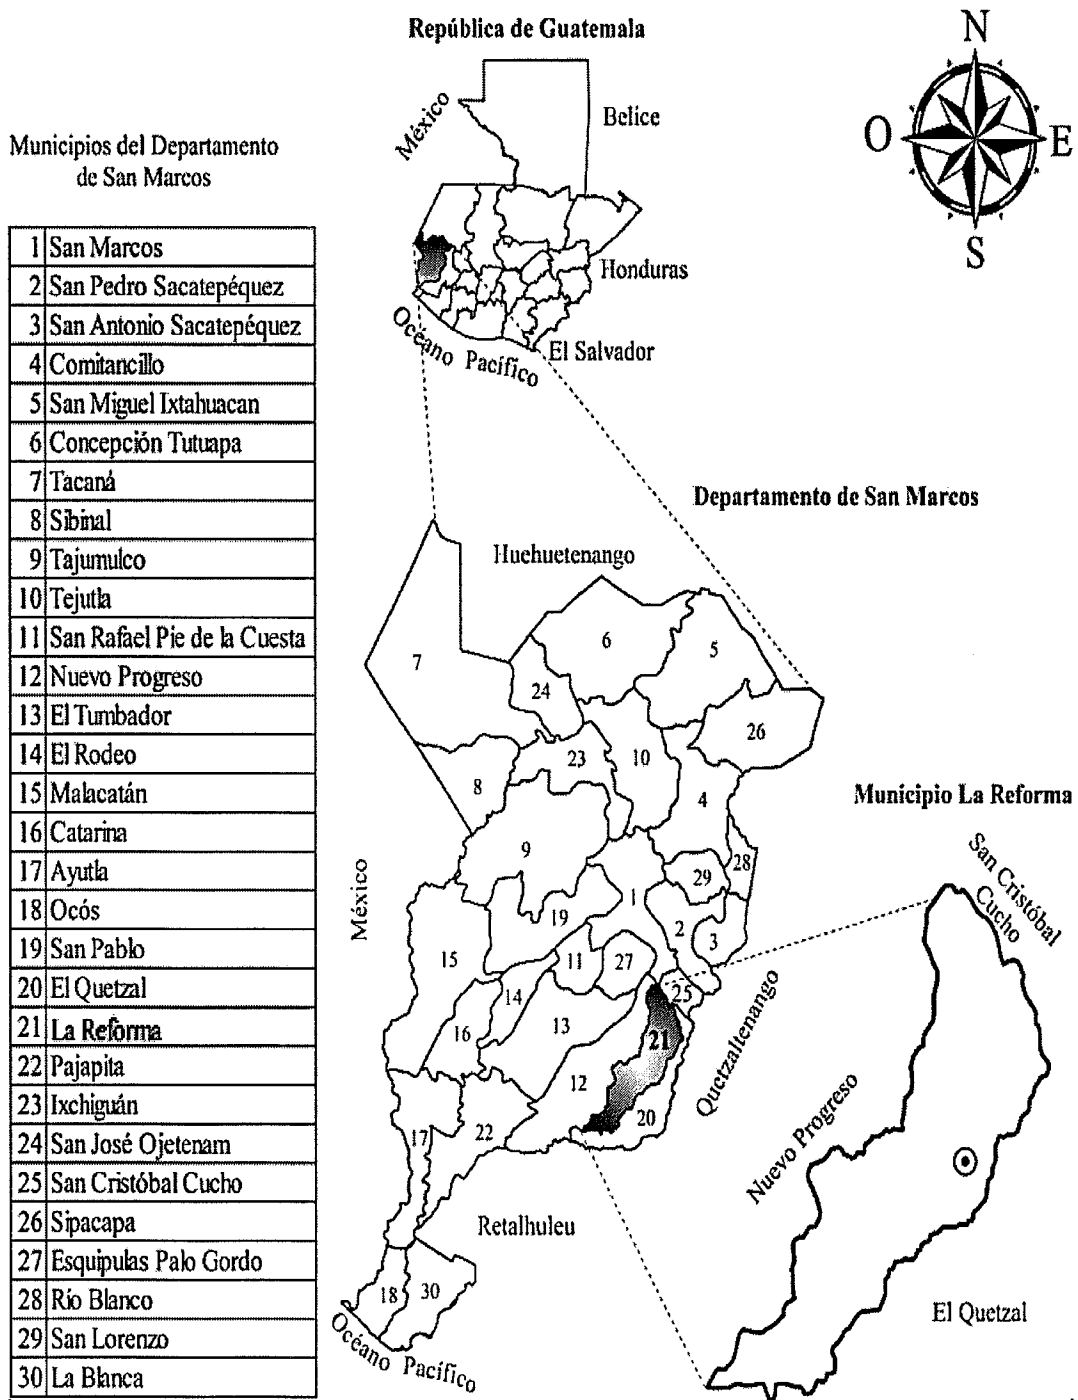 República de Guatemala
N
O
E
S
México
Belice
Honduras
El Salvador
Océano Pacífico
Municipios del Departamento
de San Marcos
1 San Marcos
2 San Pedro Sacatepéquez
3 San Antonio Sacatepéquez
4 Comitancillo
5 San Miguel Ixtahuacan
6 Concepción Tutuapa
7 Tacaná
8 Sibinal
9 Tajumulco
10 Tejutla
11 San Rafael Pie de la Cuesta
12 Nuevo Progreso
13 El Tumbador
14 El Rodeo
15 Malacatán
16 Catarina
17 Ayutla
18 Ocós
19 San Pablo
20 El Quetzal
21 La Reforma
22 Pajapita
23 Ixchiguán
24 San José Ojetenam
25 San Cristóbal Cucho
26 Sipacapa
27 Esquipulas Palo Gordo
28 Río Blanco
29 San Lorenzo
30 La Blanca
Departamento de San Marcos
Huehuetenango
6
5
7
24
26
23
10
8
4
9
28
29
1
19
2
3
15
11
27
25
14
16
13
21
12
20
17
22
18
30
México
Quetzaltenango
Retalhuleu
Océano Pacífico
Municipio La Reforma
San Cristóbal
Cucho
Nuevo Progreso
El Quetzal